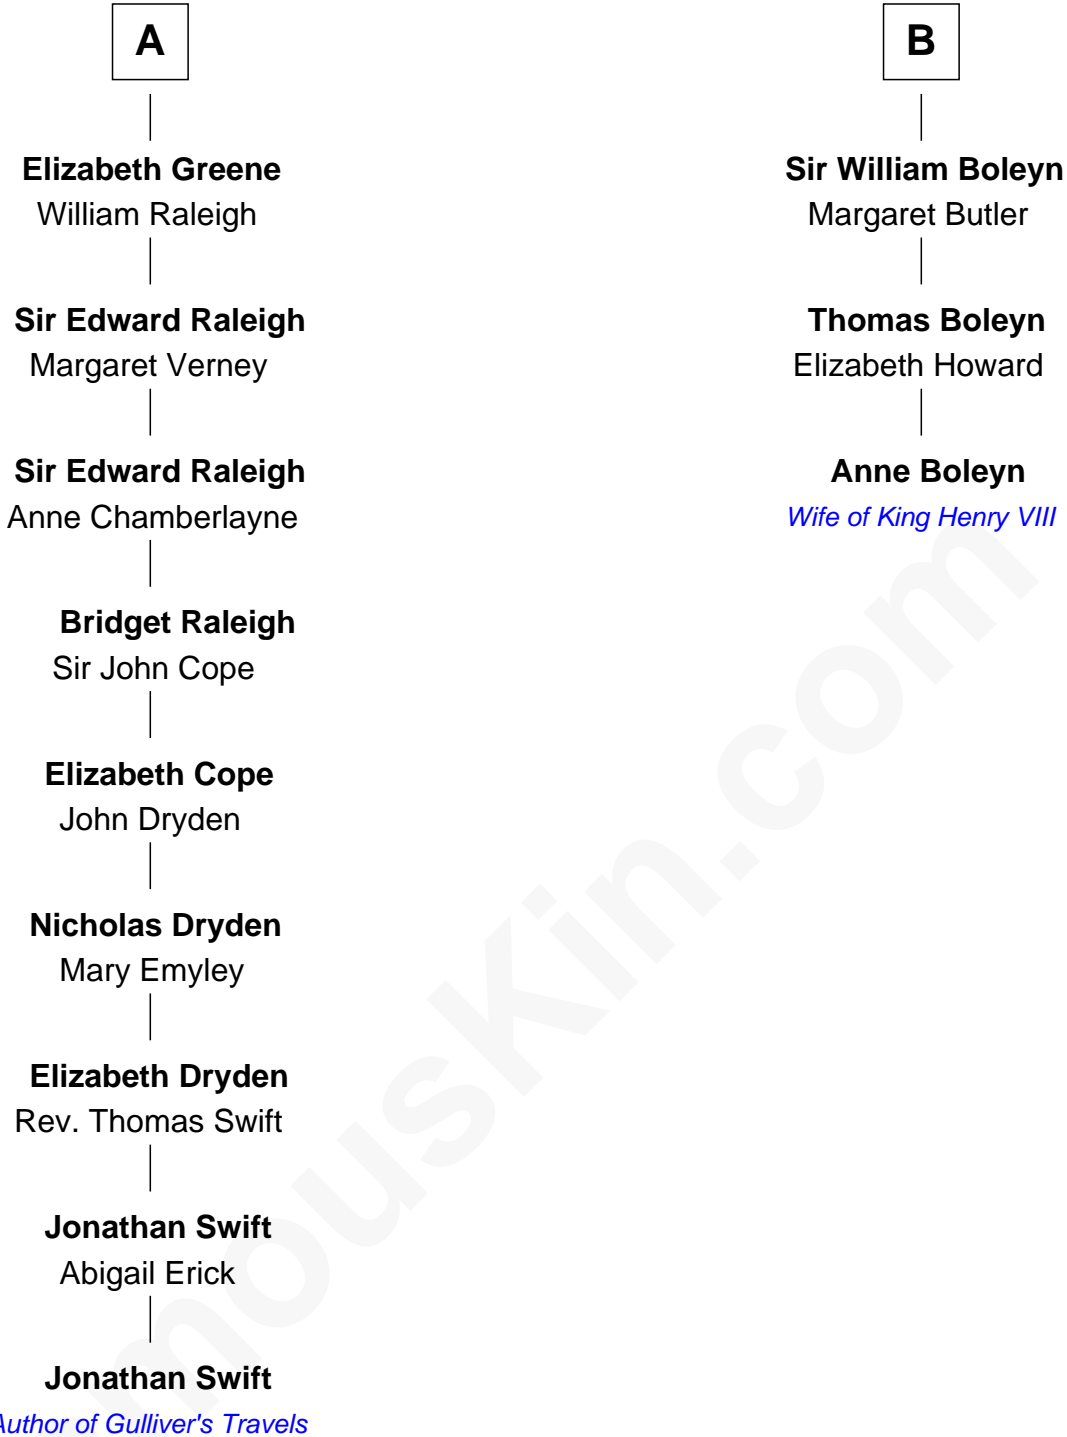 A
Elizabeth Greene
William Raleigh
Sir Edward Raleigh
Margaret Verney
Sir Edward Raleigh
Anne Chamberlayne
Bridget Raleigh
Sir John Cope
Elizabeth Cope
John Dryden
Nicholas Dryden
Mary Emyley
Elizabeth Dryden
Rev. Thomas Swift
Jonathan Swift
Abigail Erick
Jonathan Swift
Author of Gulliver's Travels
B
Sir William Boleyn
Margaret Butler
Thomas Boleyn
Elizabeth Howard
Anne Boleyn
Wife of King Henry VIII
mousKin.com